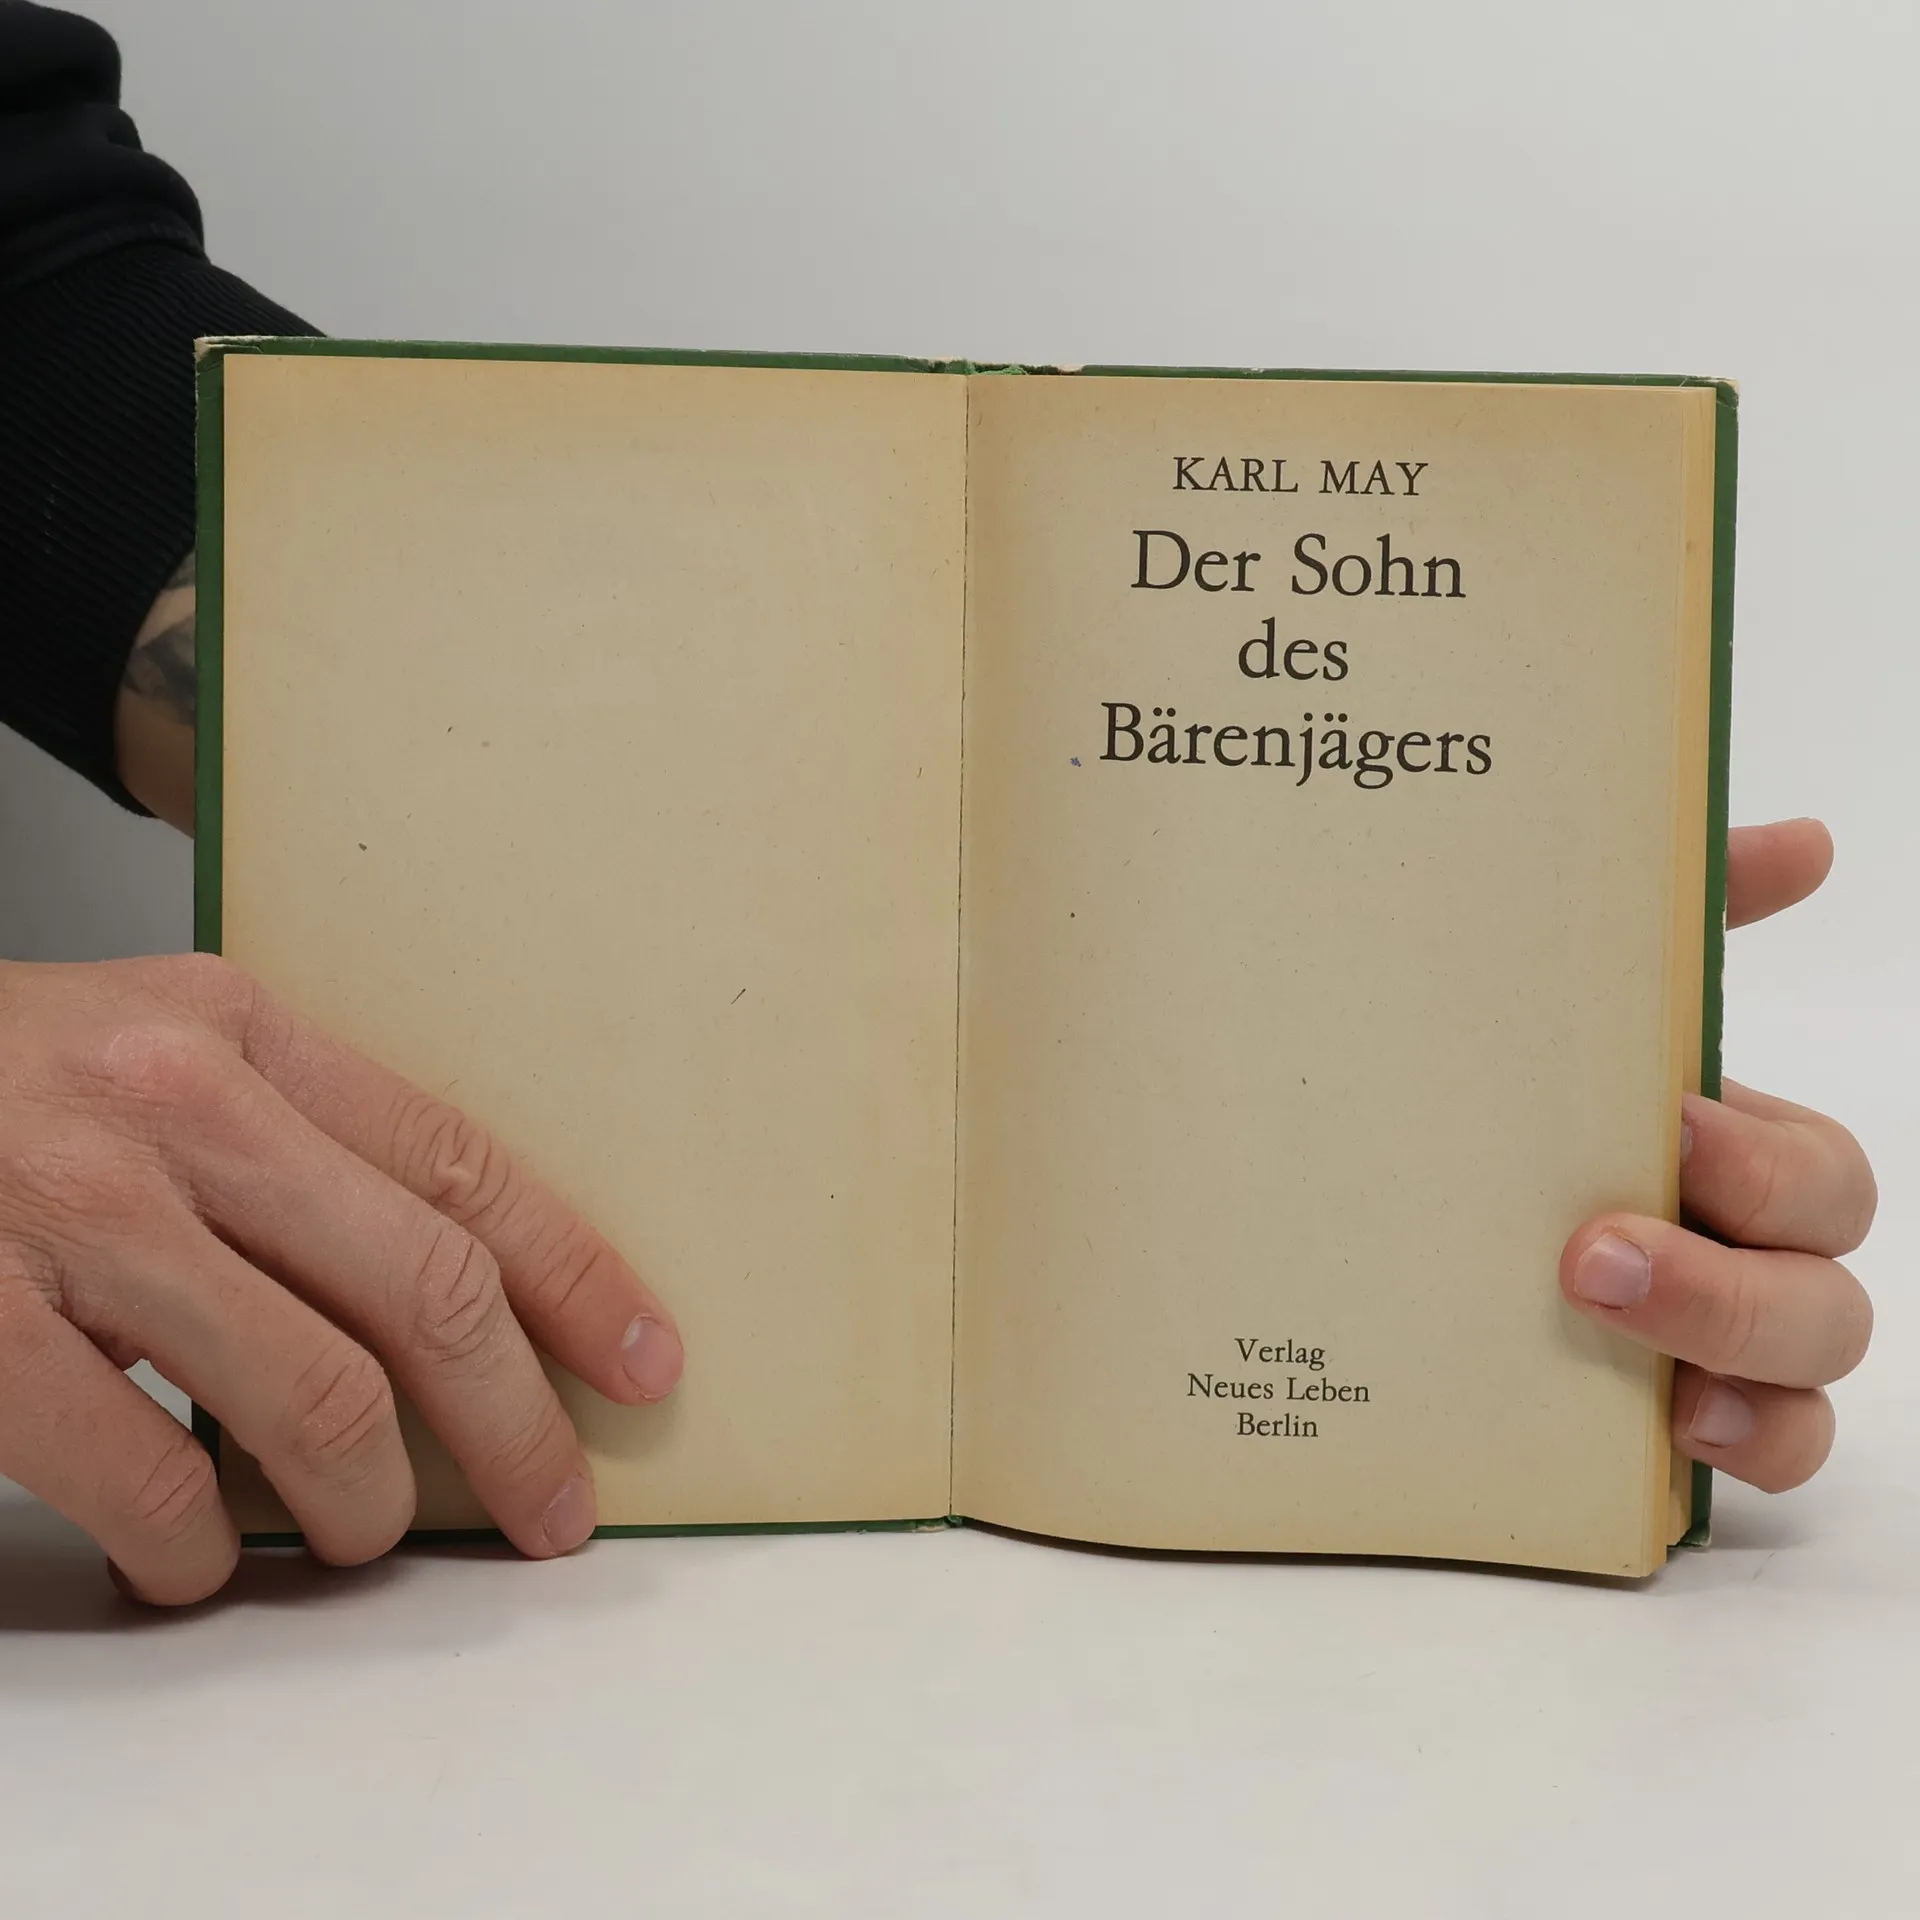 KARL MAY
Der Sohn
des
Bärenjägers
Verlag
Neues Leben
Berlin